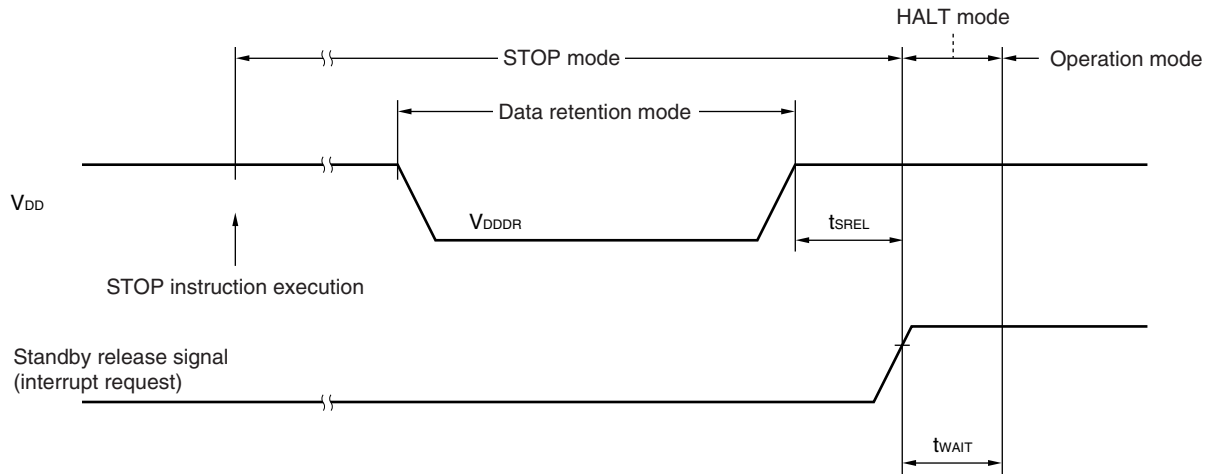 HALT mode
STOP mode
Operation mode
Data retention mode
VDD
VDDDR
tSREL
STOP instruction execution
Standby release signal
(interrupt request)
tWAIT